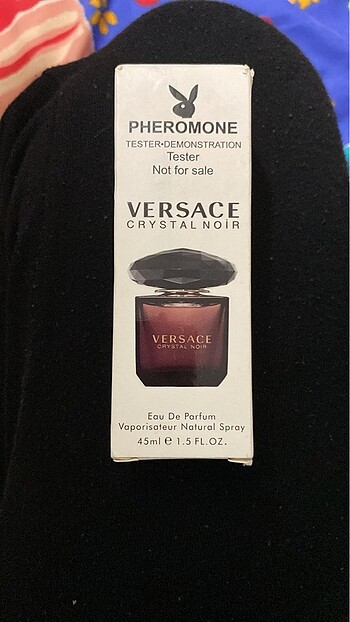 PHEROMONE
TESTER•DEMONSTRATION
Tester
Not for sale
VERSACE
CRYSTAL NOİR
VERSACE
CRYSTAL NOIR
Eau De Parfum
Vaporisateur Natural Spray
45ml e 1.5 FL.OZ.